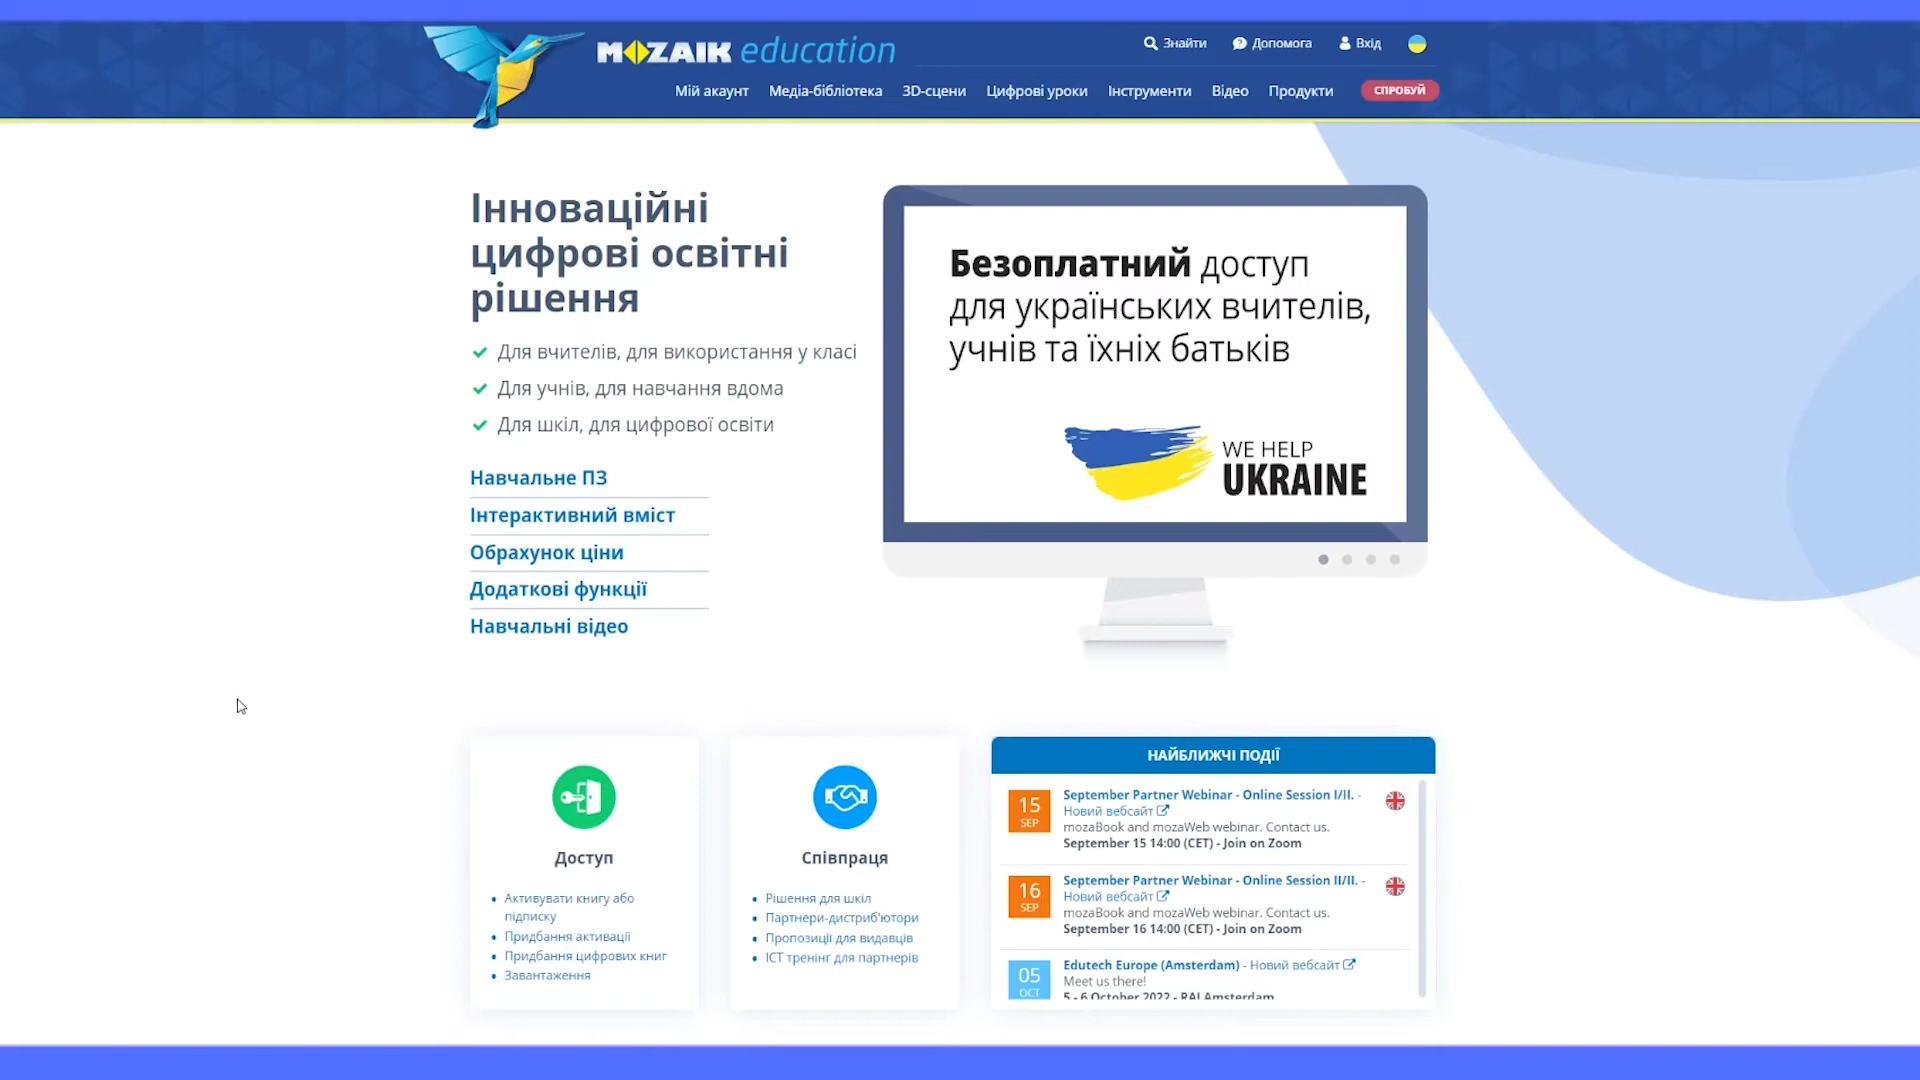 MOZAIK education
Знайти
Допомога
Вхід
Мій акаунт
Медіа-бібліотека
3D-сцени
Цифрові уроки
Інструменти
Відео
Продукти
СПРОБУЙ
Інноваційні
цифрові освітні
рішення
Для вчителів, для використання у класі
Для учнів, для навчання вдома
Для шкіл, для цифрової освіти
Навчальне ПЗ
Інтерактивний вміст
Обрахунок ціни
Додаткові функції
Навчальні відео
Безоплатний доступ
для українських вчителів,
учнів та їхніх батьків
WE HELP
UKRAINE
Доступ
Активувати книгу або
підписку
Придбання активації
Придбання цифрових книг
Завантаження
Співпраця
Рішення для шкіл
Партнери-дистриб'ютори
Пропозиції для видавців
ІСТ тренінг для партнерів
НАЙБЛИЖЧІ ПОДІЇ
15
SEP
September Partner Webinar - Online Session I/II. -
Новий вебсайт
mozaBook and mozaWeb webinar. Contact us.
September 15 14:00 (CET) - Join on Zoom
16
SEP
September Partner Webinar - Online Session II/II. -
Новий вебсайт
mozaBook and mozaWeb webinar. Contact us.
September 16 14:00 (CET) - Join on Zoom
05
OCT
Edutech Europe (Amsterdam) - Новий вебсайт
Meet us there!
5 - 6 October 2022 - RAI Amsterdam